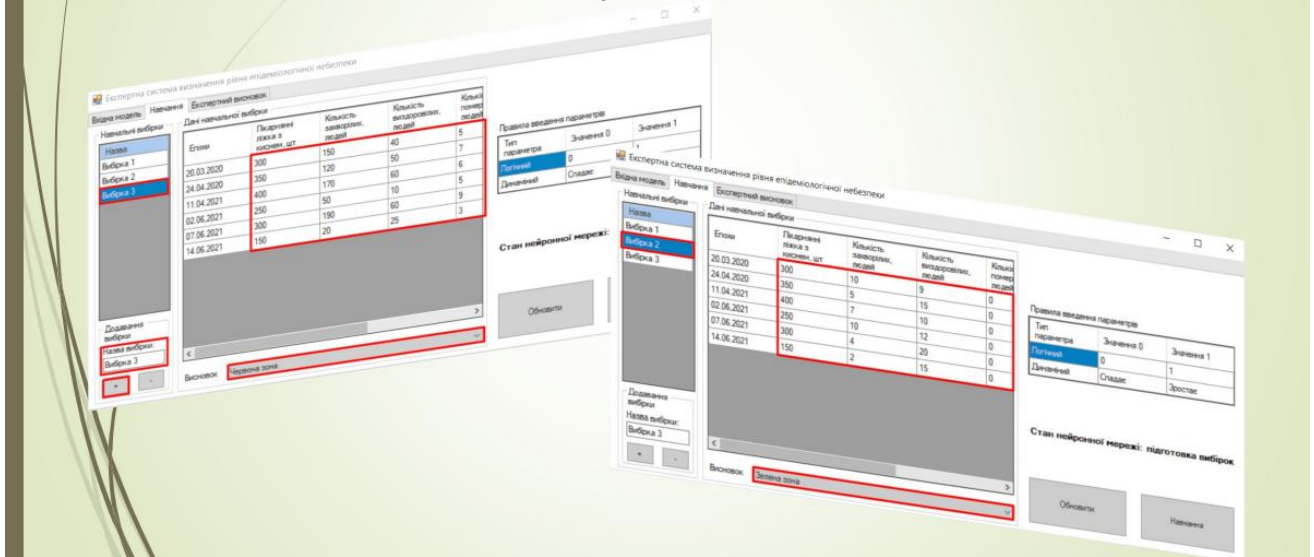 Експертна система визначення рівня епідеміологічної небезпеки
Вхідна модель Навчання Експертний висновок
Навчальні вибірки
Назва
Вибірка 1
Вибірка 2
Вибірка 3
Дані навчальної вибірки
Епохи Лікарняні ліжка з киснем, шт Кількість захворілих, людей Кількість виздоровілих, людей
20.03.2020 300 150 40 5
24.04.2020 350 120 50 7
11.04.2021 400 170 60 6
02.06.2021 250 50 10 5
07.06.2021 300 190 60 9
14.06.2021 150 20 25 3
Додавання вибірки
Назва вибірки:
Вибірка 3
+ -
Висновок Червона зона
Правила введення параметрів
Тип параметра Значення 0 Значення 1
Логічний 0 1
Динамічний Спадає
Стан нейронної мережі:
Обновити
Експертна система визначення рівня епідеміологічної небезпеки
Вхідна модель Навчання Експертний висновок
Навчальні вибірки
Назва
Вибірка 1
Вибірка 2
Вибірка 3
Дані навчальної вибірки
Епохи Лікарняні ліжка з киснем, шт Кількість захворілих, людей Кількість виздоровілих, людей
20.03.2020 300 10 9 0
24.04.2020 350 5 15 0
11.04.2021 400 7 10 0
02.06.2021 250 10 12 0
07.06.2021 300 4 20 0
14.06.2021 150 2 15 0
Додавання вибірки
Назва вибірки:
Вибірка 3
+ -
Висновок Зелена зона
Правила введення параметрів
Тип параметра Значення 0 Значення 1
Логічний 0 1
Динамічний Спадає Зростає
Стан нейронної мережі: підготовка вибірок
Обновити
Навчання